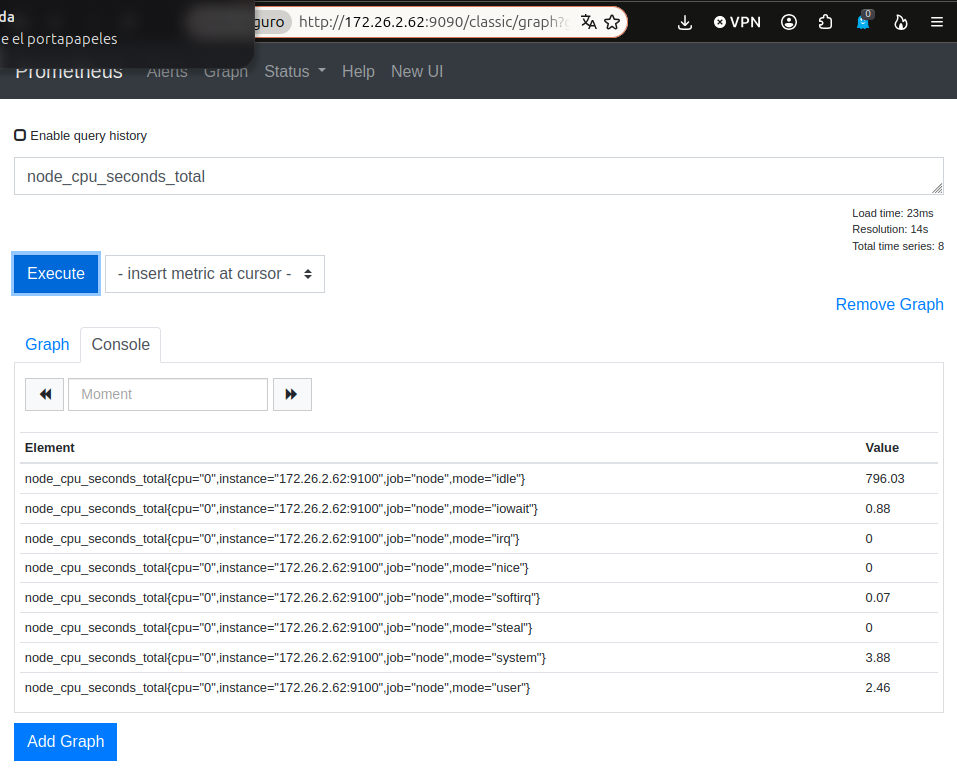 da
e el portapapeles
guro http://172.26.2.62:9090/classic/graph?
VPN
0
Prometheus Alerts Graph Status Help New UI
Enable query history
node_cpu_seconds_total
Load time: 23ms
Resolution: 14s
Total time series: 8
Execute - insert metric at cursor -
Remove Graph
Graph Console
Moment
Element Value
node_cpu_seconds_total{cpu="0",instance="172.26.2.62:9100",job="node",mode="idle"} 796.03
node_cpu_seconds_total{cpu="0",instance="172.26.2.62:9100",job="node",mode="iowait"} 0.88
node_cpu_seconds_total{cpu="0",instance="172.26.2.62:9100",job="node",mode="irq"} 0
node_cpu_seconds_total{cpu="0",instance="172.26.2.62:9100",job="node",mode="nice"} 0
node_cpu_seconds_total{cpu="0",instance="172.26.2.62:9100",job="node",mode="softirq"} 0.07
node_cpu_seconds_total{cpu="0",instance="172.26.2.62:9100",job="node",mode="steal"} 0
node_cpu_seconds_total{cpu="0",instance="172.26.2.62:9100",job="node",mode="system"} 3.88
node_cpu_seconds_total{cpu="0",instance="172.26.2.62:9100",job="node",mode="user"} 2.46
Add Graph